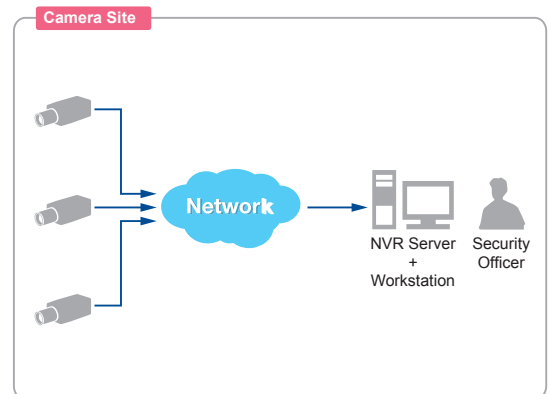 Camera Site
Network
NVR Server
+
Workstation
Security
Officer